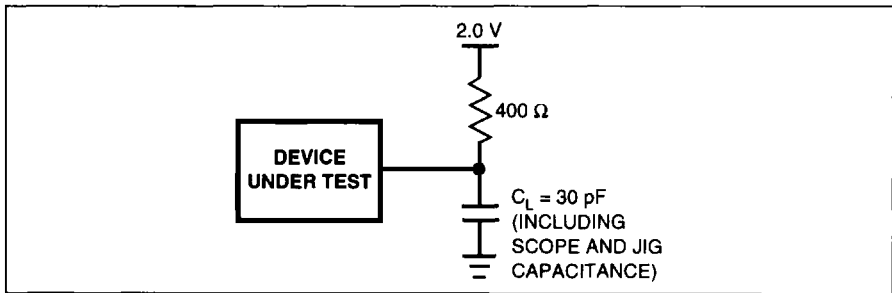 2.0 V
400 Ω
DEVICE
UNDER TEST
C_L = 30 pF
(INCLUDING
SCOPE AND JIG
CAPACITANCE)